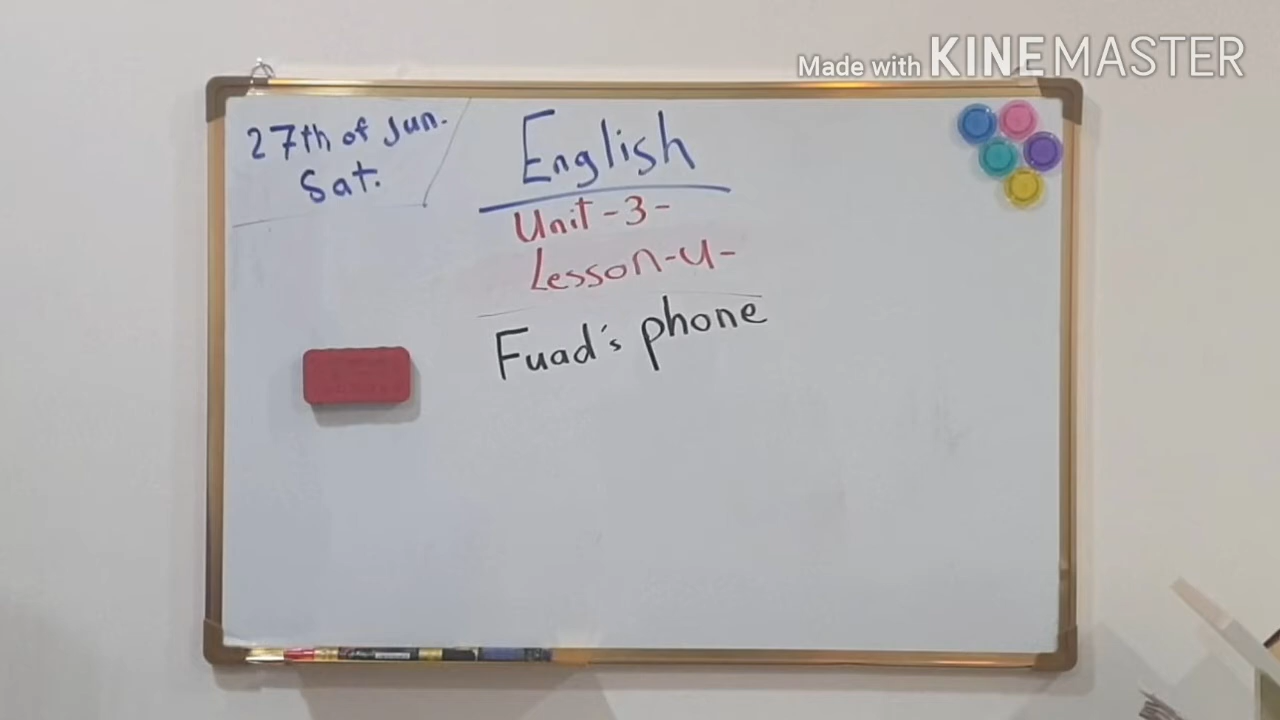 Made with KINEMASTER
27th of Jun.
Sat.
English
Unit -3-
Lesson -4-
Fuad's phone